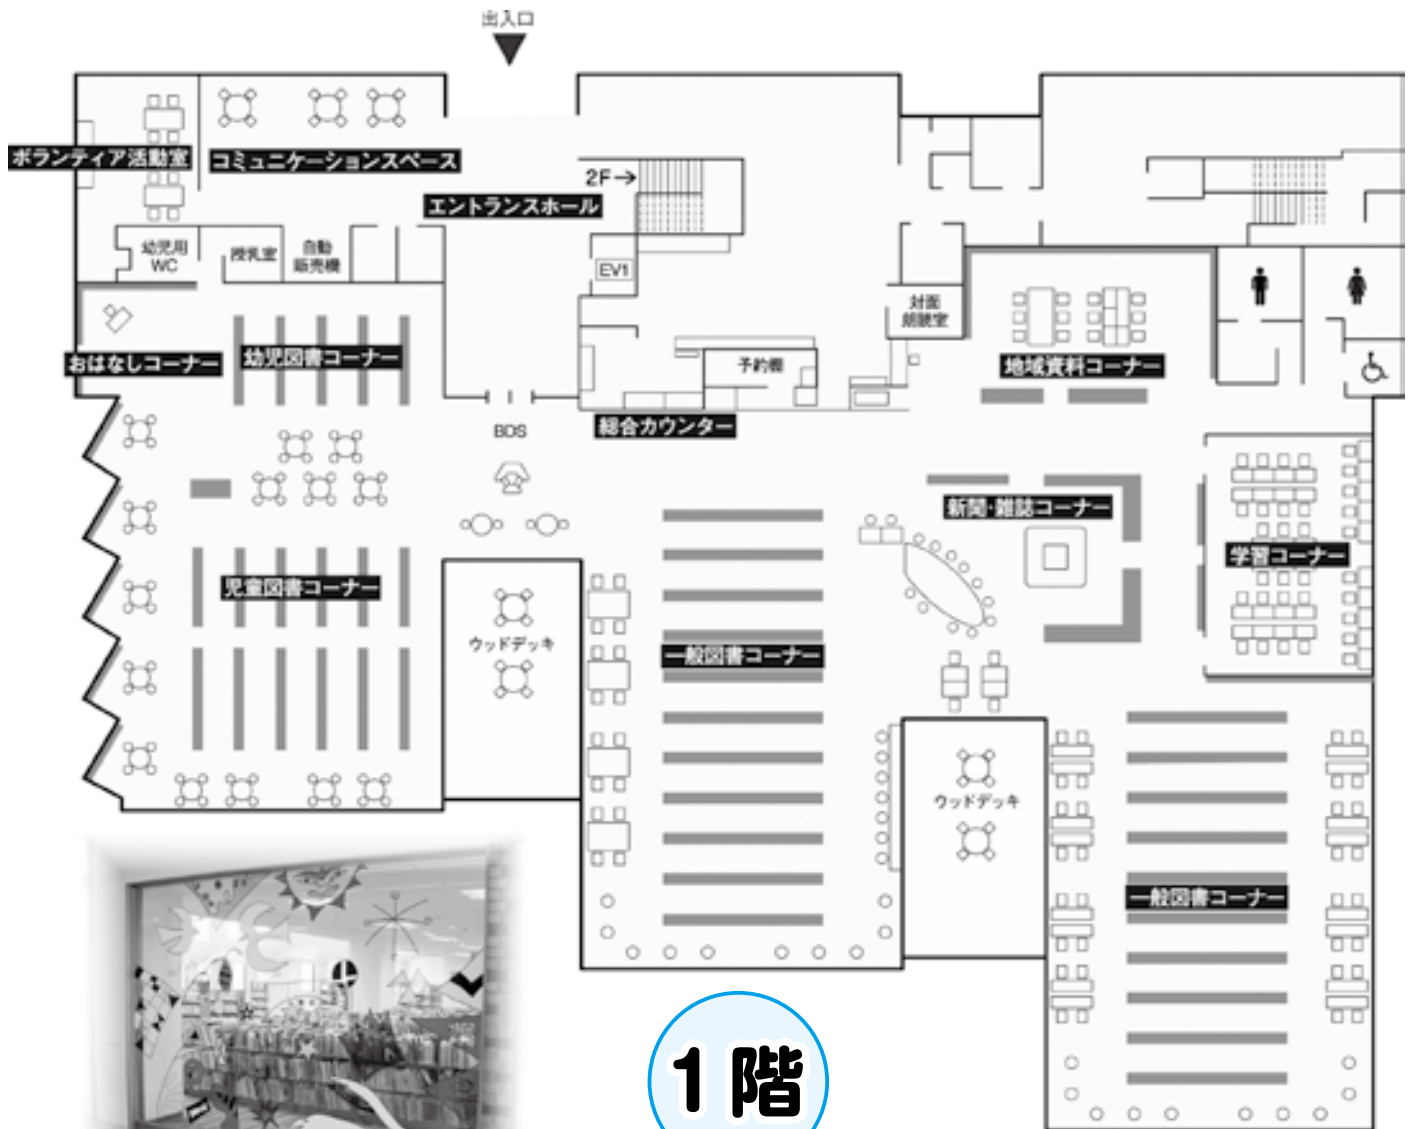 出入口
ボランティア活動室
コミュニケーションスペース
2F→
エントランスホール
幼児用
WC
授乳室
自動
販売機
EV1
対面
朗読室
おはなしコーナー
幼児図書コーナー
予約棚
地域資料コーナー
総合カウンター
BDS
新聞・雑誌コーナー
学習コーナー
児童図書コーナー
ウッドデッキ
一般図書コーナー
ウッドデッキ
一般図書コーナー
1階